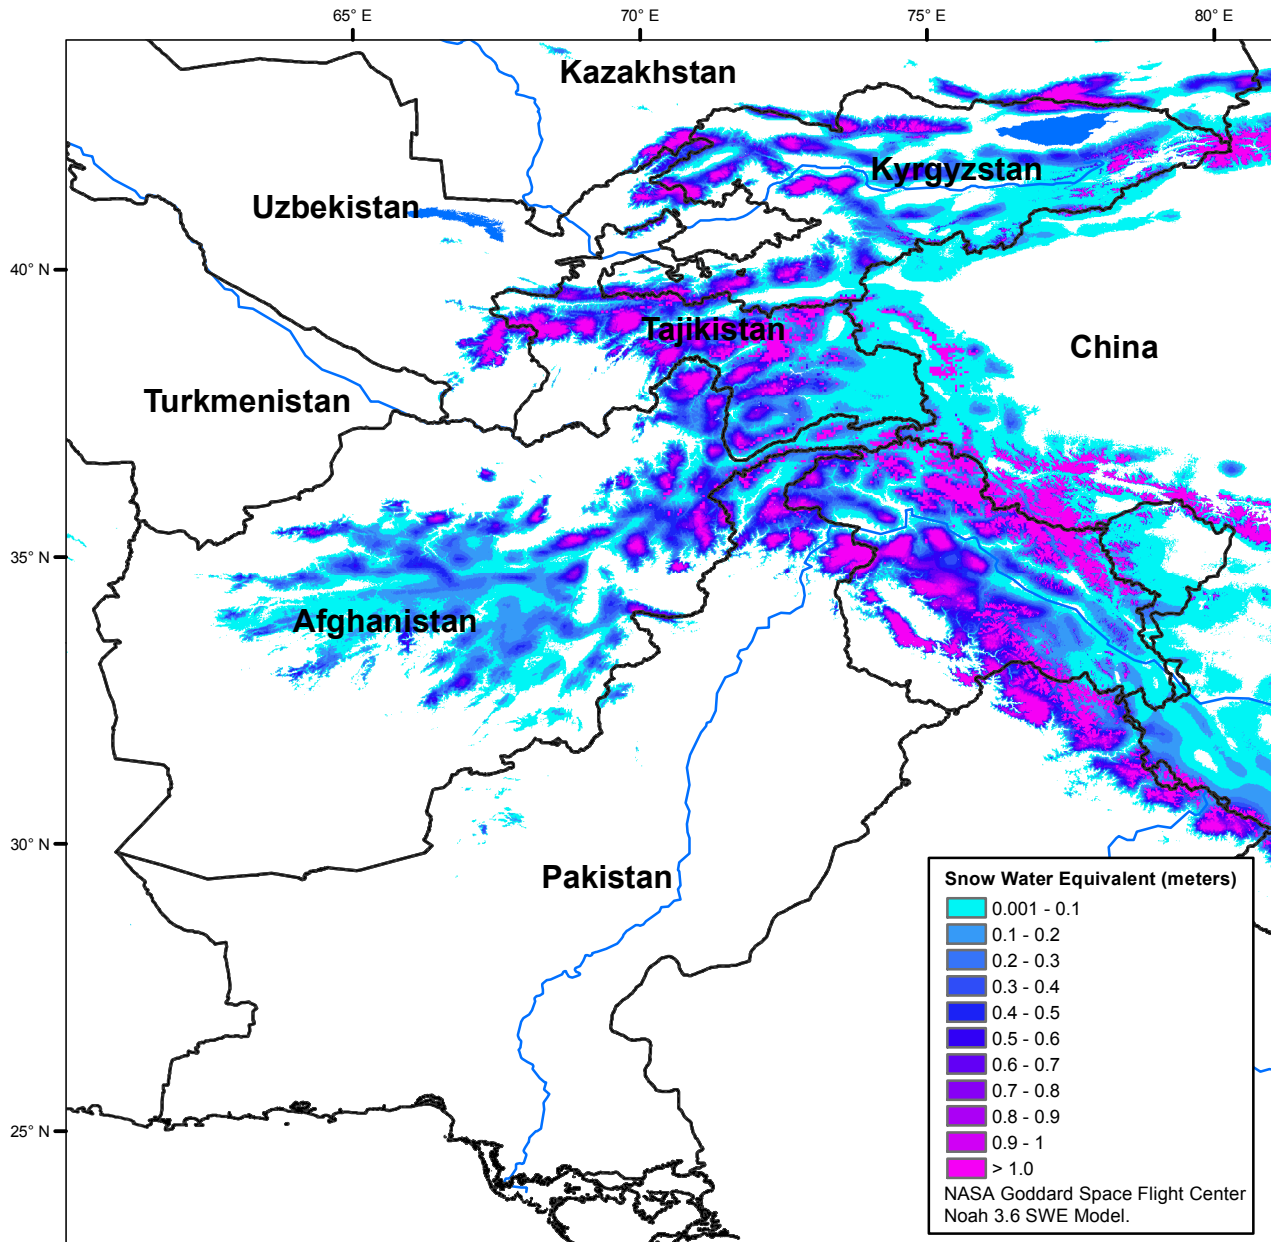 65° E
70° E
75° E
80° E
Kazakhstan
Kyrgyzstan
Uzbekistan
40° N
Tajikistan
China
Turkmenistan
35° N
Afghanistan
30° N
Pakistan
Snow Water Equivalent (meters)
0.001 - 0.1
0.1 - 0.2
0.2 - 0.3
0.3 - 0.4
0.4 - 0.5
0.5 - 0.6
0.6 - 0.7
0.7 - 0.8
0.8 - 0.9
0.9 - 1
> 1.0
25° N
NASA Goddard Space Flight Center
Noah 3.6 SWE Model.